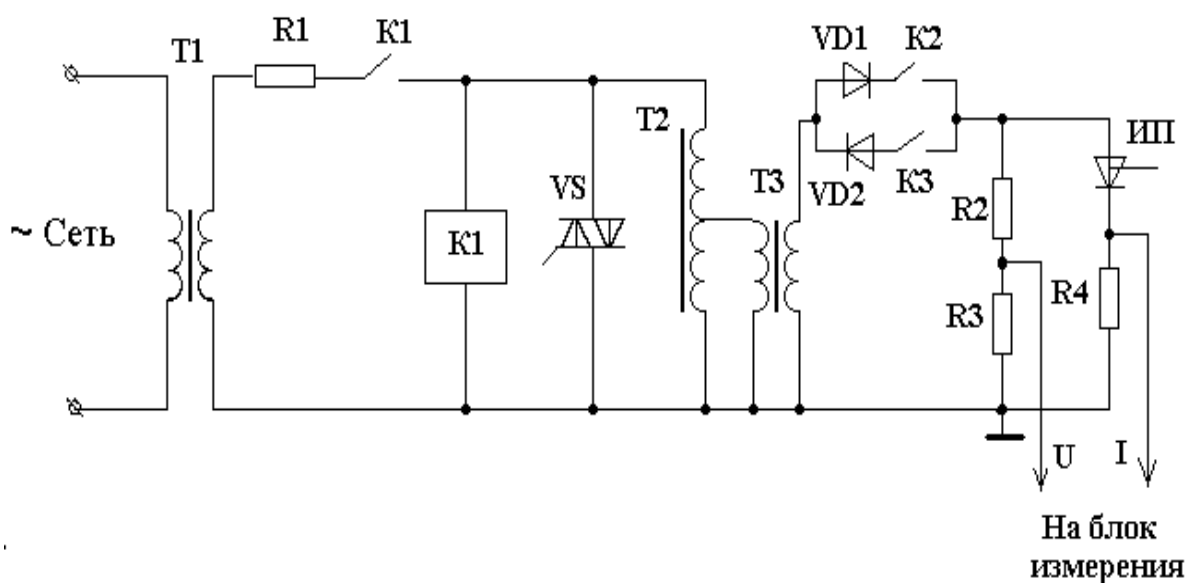 T1
R1
K1
VD1
K2
T2
ИП
VS
T3
VD2
K3
R2
~ Сеть
K1
R4
R3
U
I
На блок
измерения